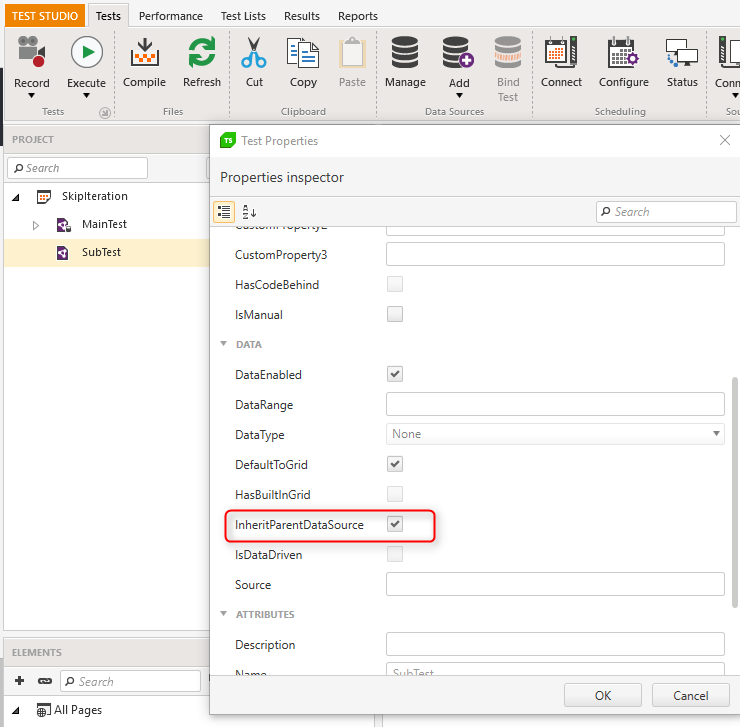 TEST STUDIO Tests Performance Test Lists Results Reports
Record Execute Compile Refresh Cut Copy Paste Manage Add Bind Test Connect Configure Status
Tests Files Clipboard Data Sources Scheduling
PROJECT
Search
SkipIteration
MainTest
SubTest
TS Test Properties
Properties inspector
Search
CustomProperty2
CustomProperty3
HasCodeBehind
IsManual
DATA
DataEnabled
DataRange
DataType None
DefaultToGrid
HasBuiltInGrid
InheritParentDataSource
IsDataDriven
Source
ATTRIBUTES
Description
Name SubTest
OK Cancel
ELEMENTS
Search
All Pages